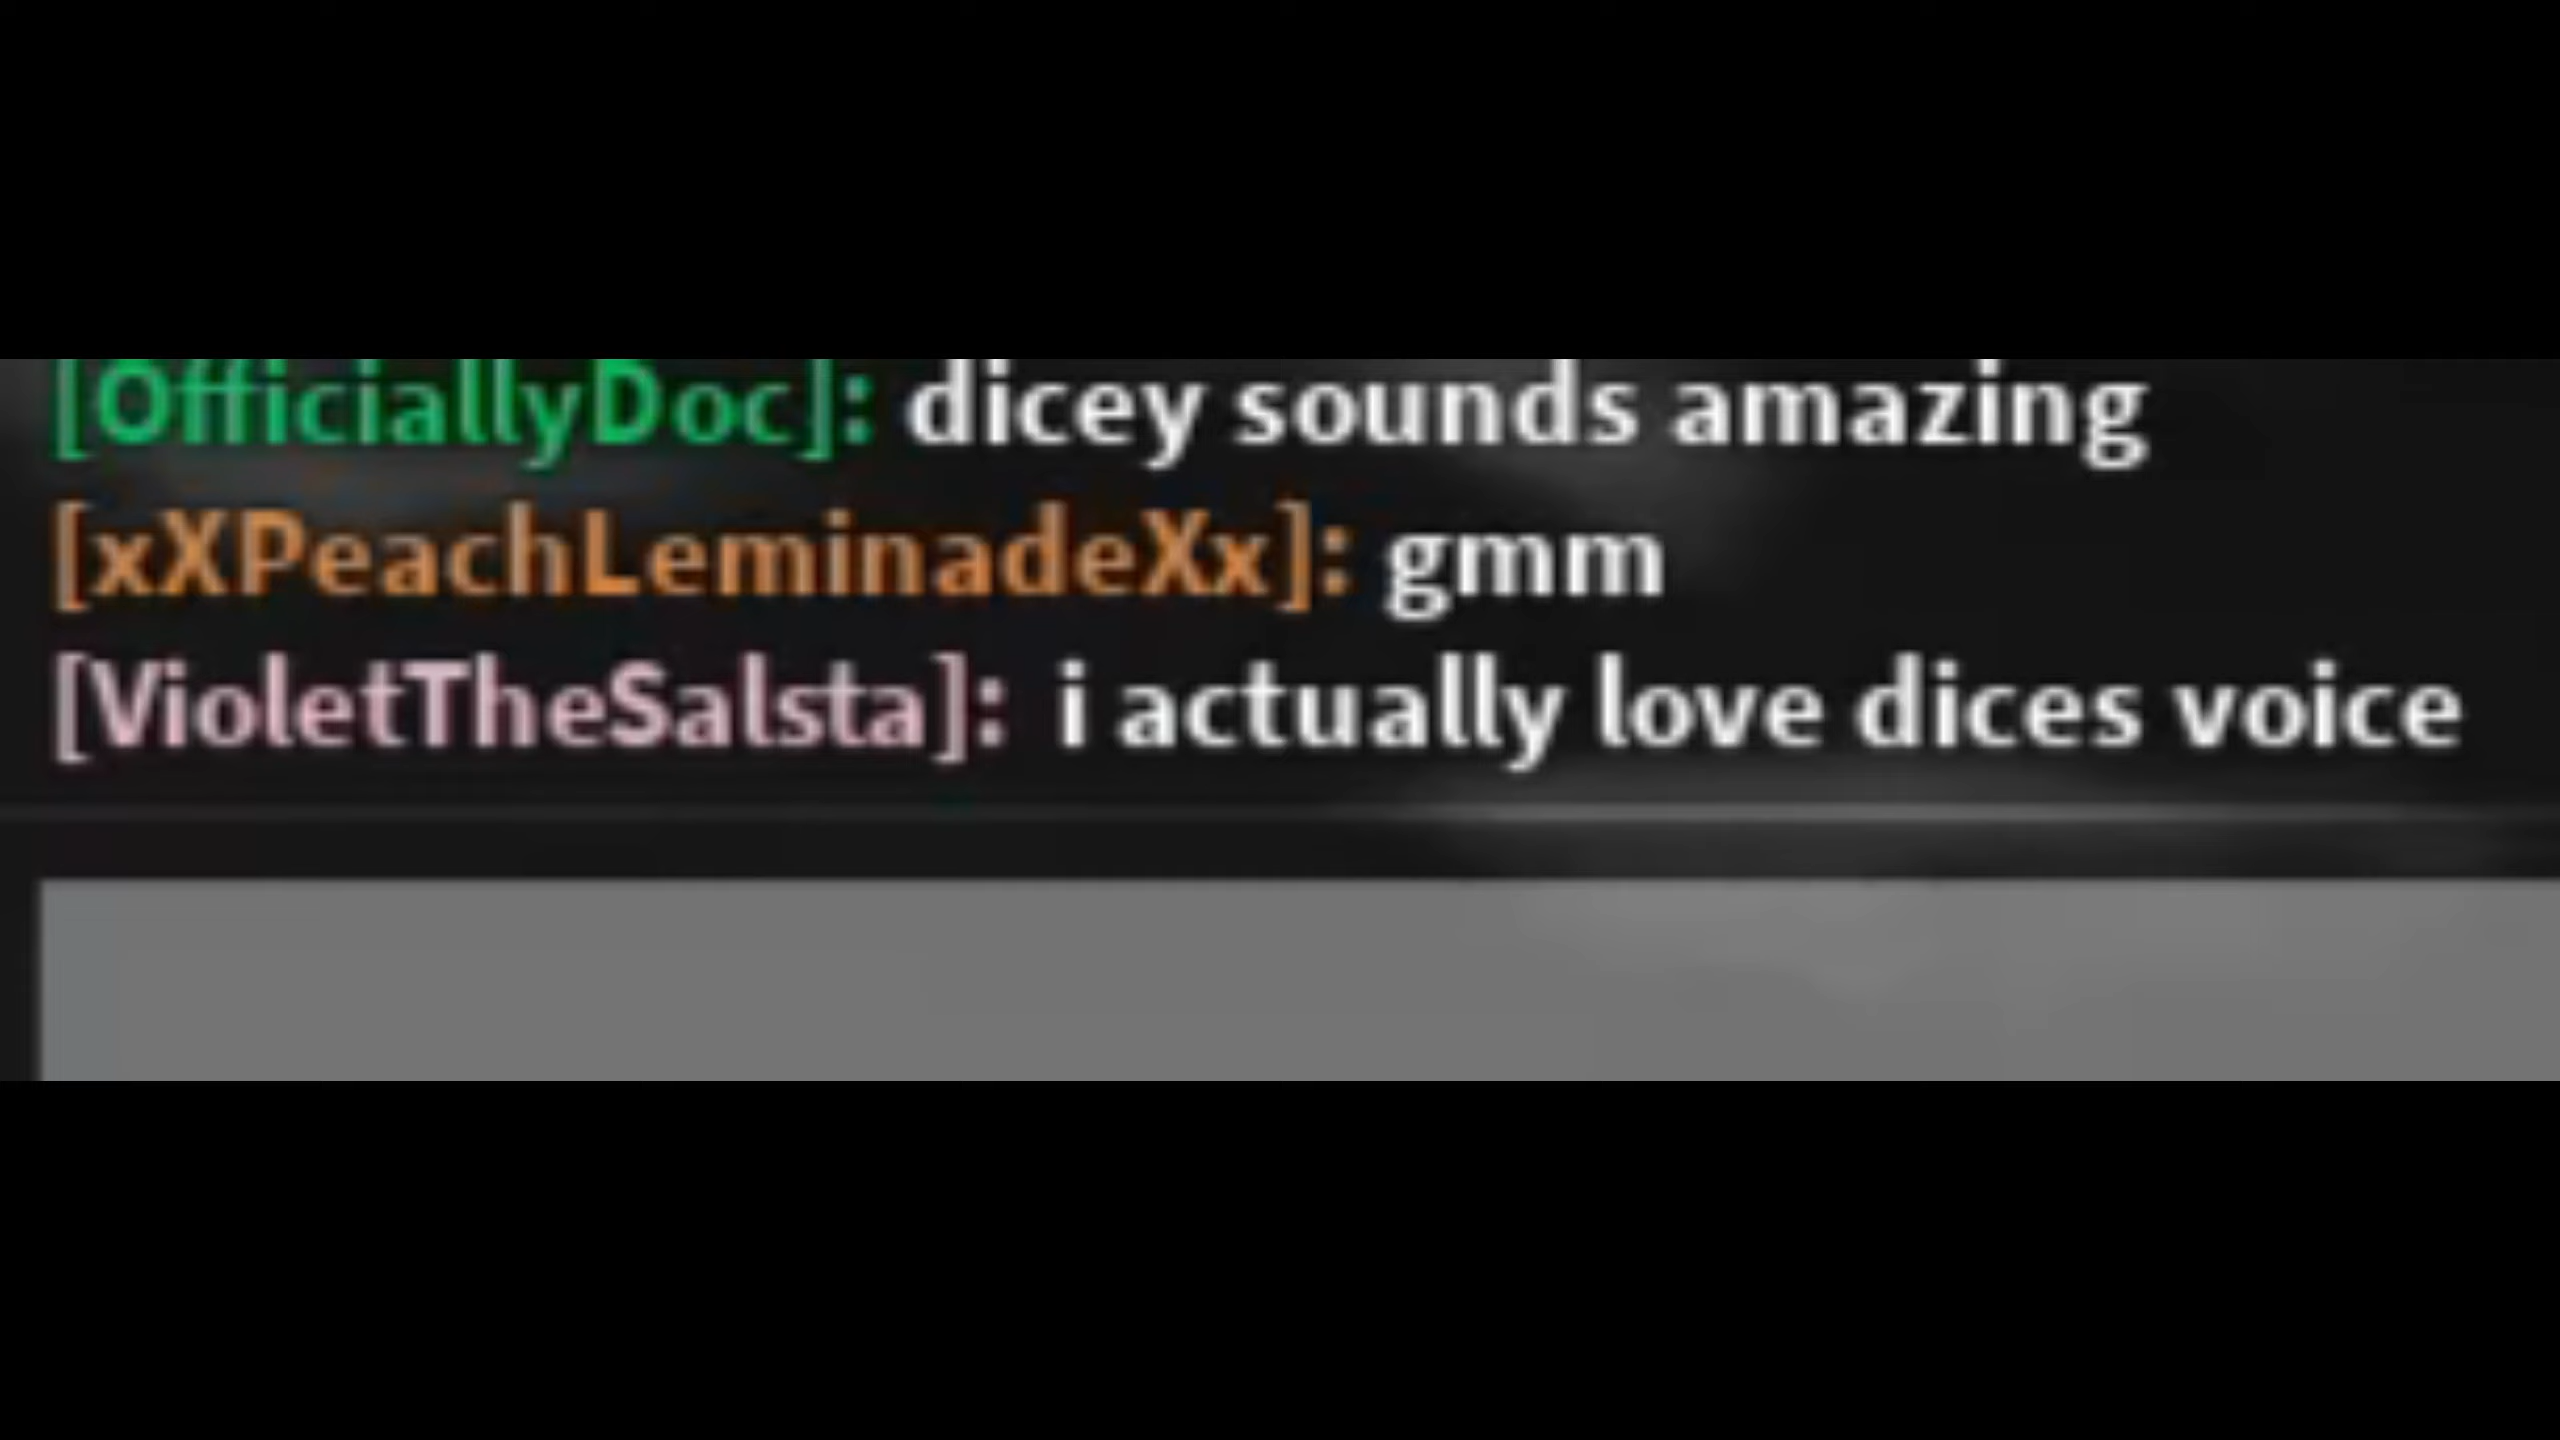 [OfficiallyDoc]: dicey sounds amazing
[xXPeachLeminadeXx]: gmm
[VioletTheSalsta]: i actually love dices voice